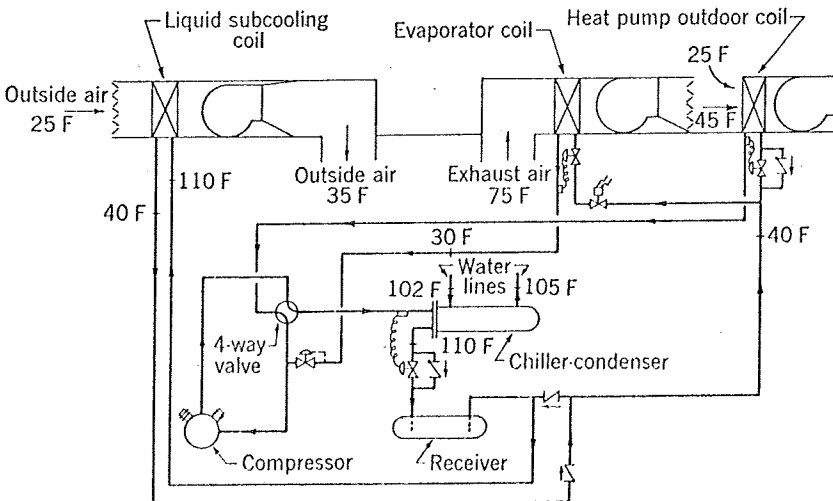 Liquid subcooling
coil
Evaporator coil
Heat pump outdoor coil
25 F
Outside air
25 F
45 F
110 F
Outside air
35 F
Exhaust air
75 F
40 F
30 F
40 F
Water
lines
102 F
105 F
4-way
valve
110 F
Chiller-condenser
Compressor
Receiver